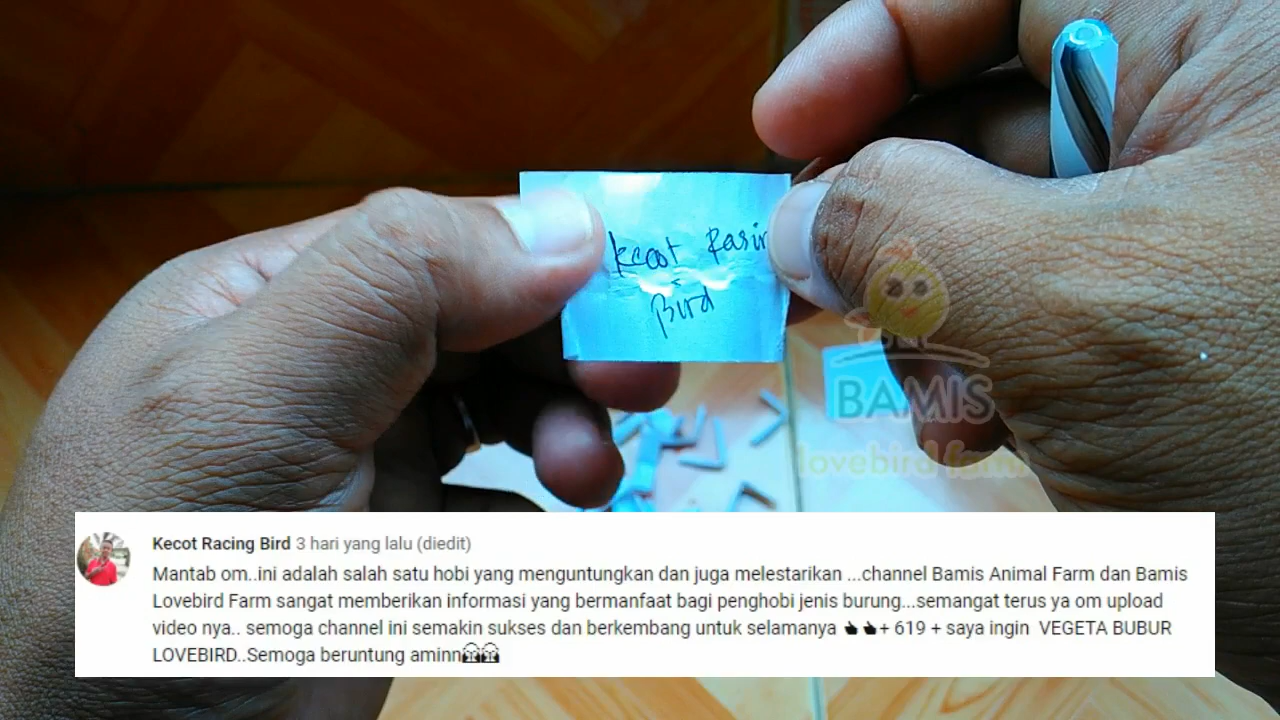 Kecot Rasin
Bird
BAMIS
lovebird farm
Kecot Racing Bird 3 hari yang lalu (diedit)
Mantab om..ini adalah salah satu hobi yang menguntungkan dan juga melestarikan ...channel Bamis Animal Farm dan Bamis
Lovebird Farm sangat memberikan informasi yang bermanfaat bagi penghobi jenis burung...semangat terus ya om upload
video nya.. semoga channel ini semakin sukses dan berkembang untuk selamanya 👍👍+ 619 + saya ingin VEGETA BUBUR
LOVEBIRD..Semoga beruntung aminn🤗🤗